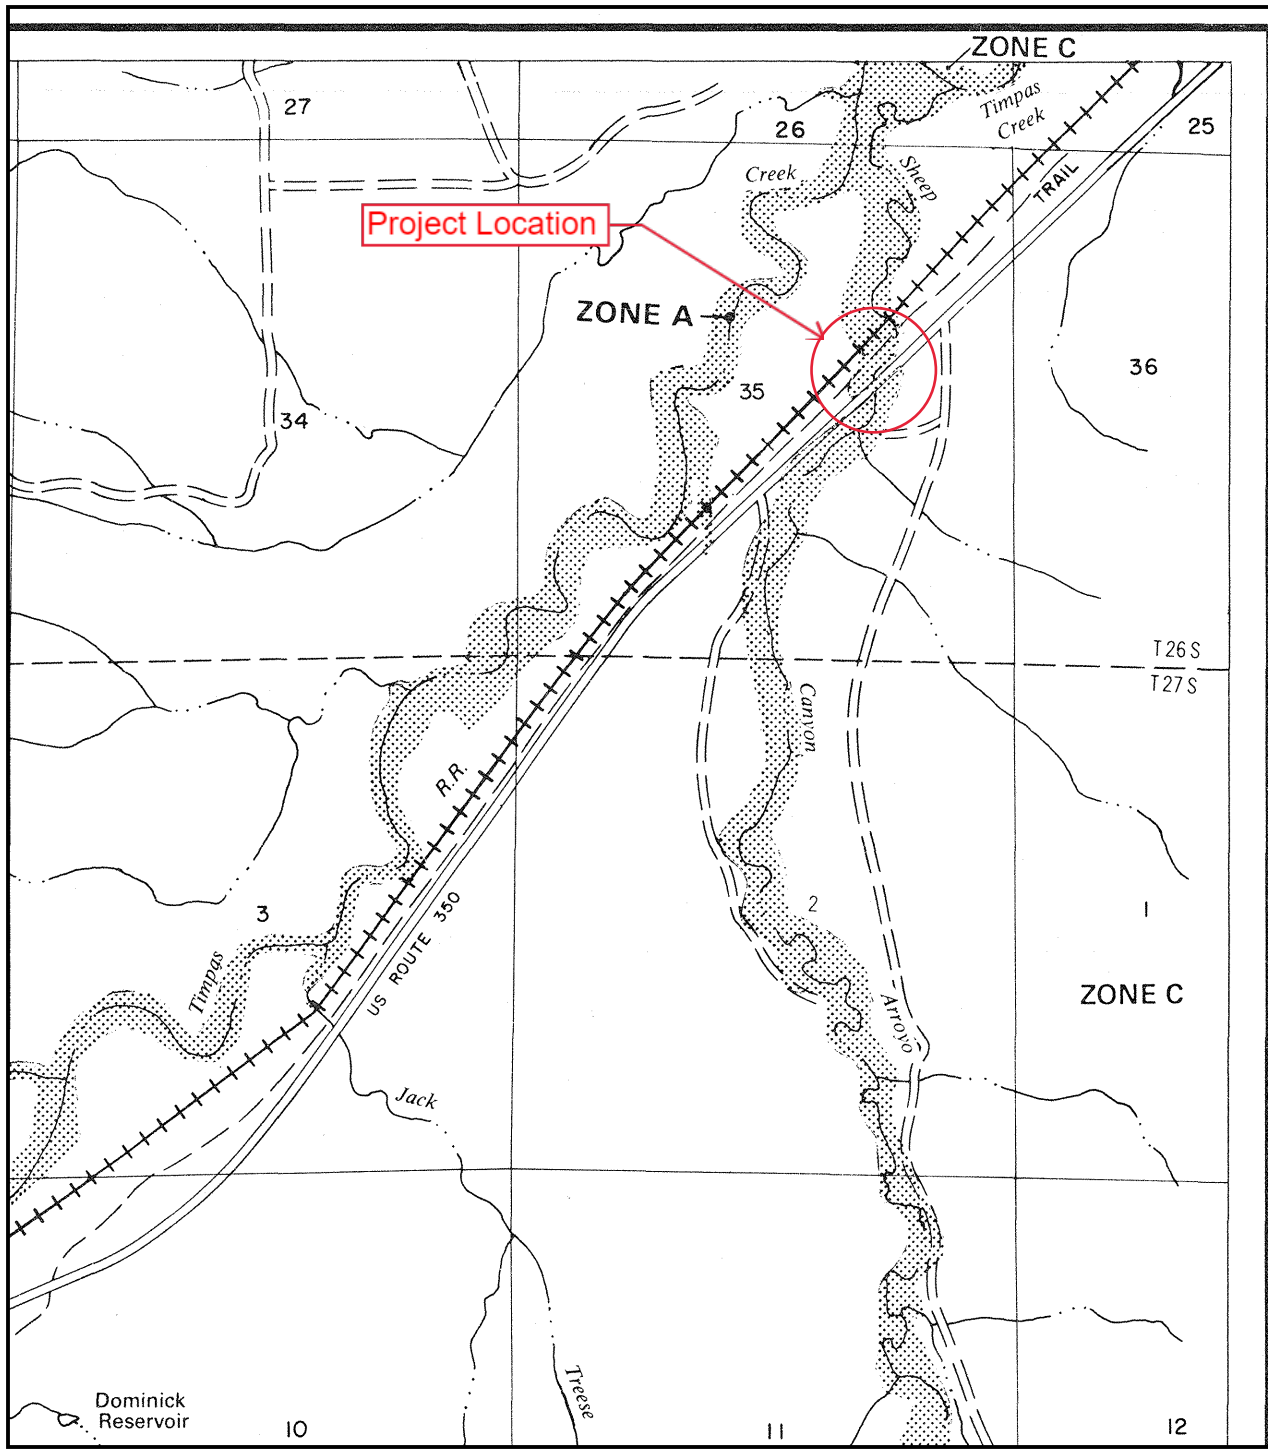 ZONE C
27
Timpas
Creek
26
25
Creek
Sheep
TRAIL
Project Location
ZONE A
35
36
34
T26S
T27S
Canyon
R.R.
US ROUTE 350
3
2
1
Timpas
ZONE C
Arroyo
Jack
Treese
Dominick
Reservoir
10
11
12